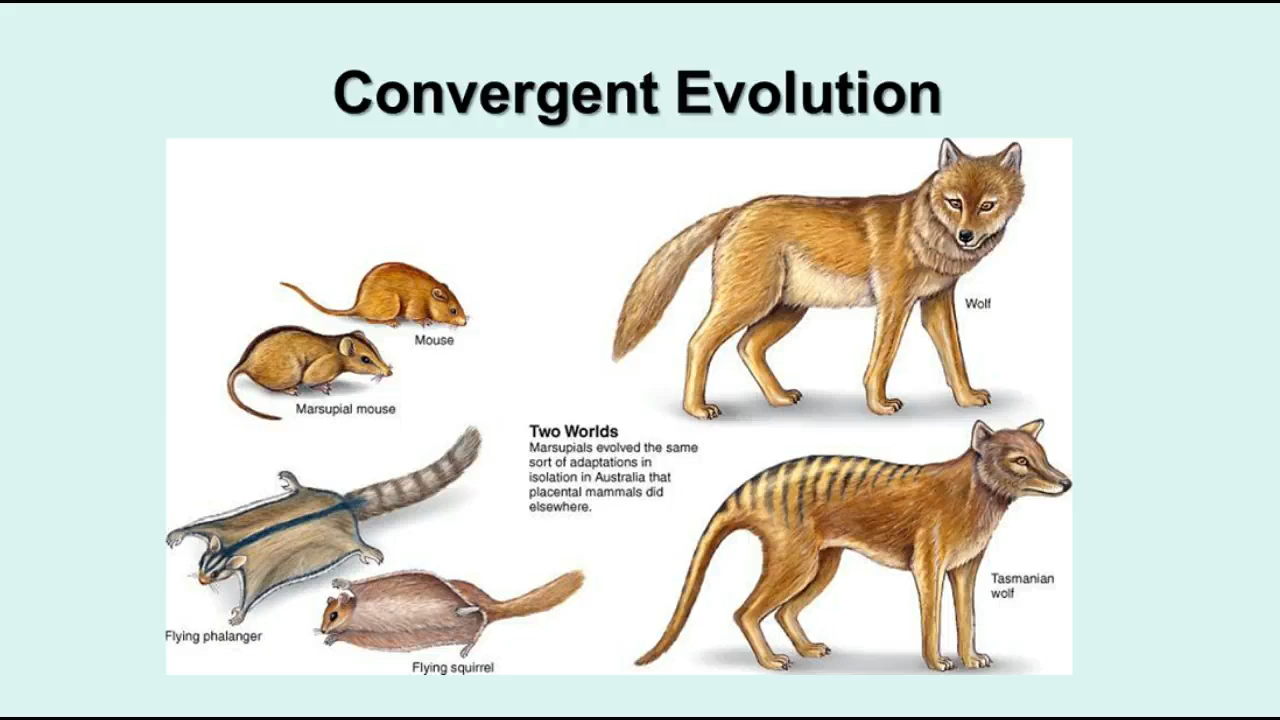 Convergent Evolution
Wolf
Mouse
Marsupial mouse
Two Worlds
Marsupials evolved the same
sort of adaptations in
isolation in Australia that
placental mammals did
elsewhere.
Tasmanian
wolf
Flying phalanger
Flying squirrel